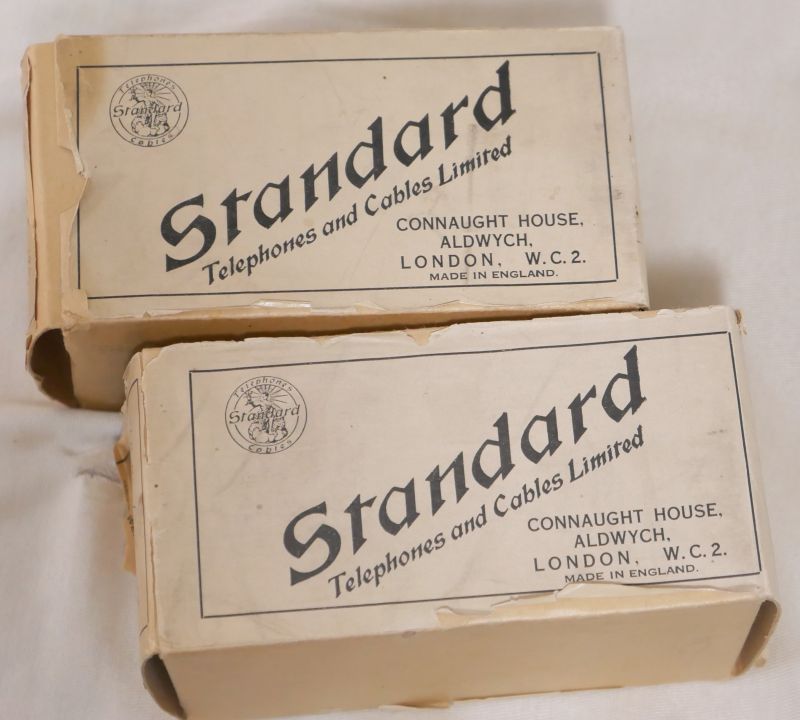 Telephones
Standard
Cables
Standard
Telephones and Cables Limited
CONNAUGHT HOUSE,
ALDWYCH,
LONDON, W.C.2.
MADE IN ENGLAND.
Telephones
Standard
Cables
Standard
Telephones and Cables Limited
CONNAUGHT HOUSE,
ALDWYCH,
LONDON, W.C.2.
MADE IN ENGLAND.